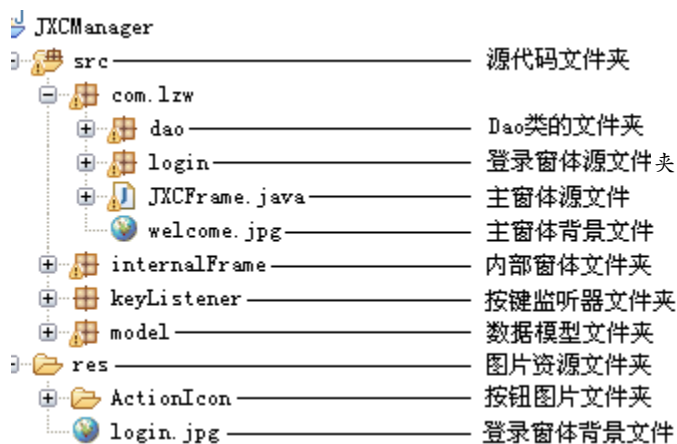 JXCManager
src 源代码文件夹
com.lzw
dao Dao类的文件夹
login 登录窗体源文件夹
JXCFrame.java 主窗体源文件
welcome.jpg 主窗体背景文件
internalFrame 内部窗体文件夹
keyListener 按键监听器文件夹
model 数据模型文件夹
res 图片资源文件夹
ActionIcon 按钮图片文件夹
login.jpg 登录窗体背景文件